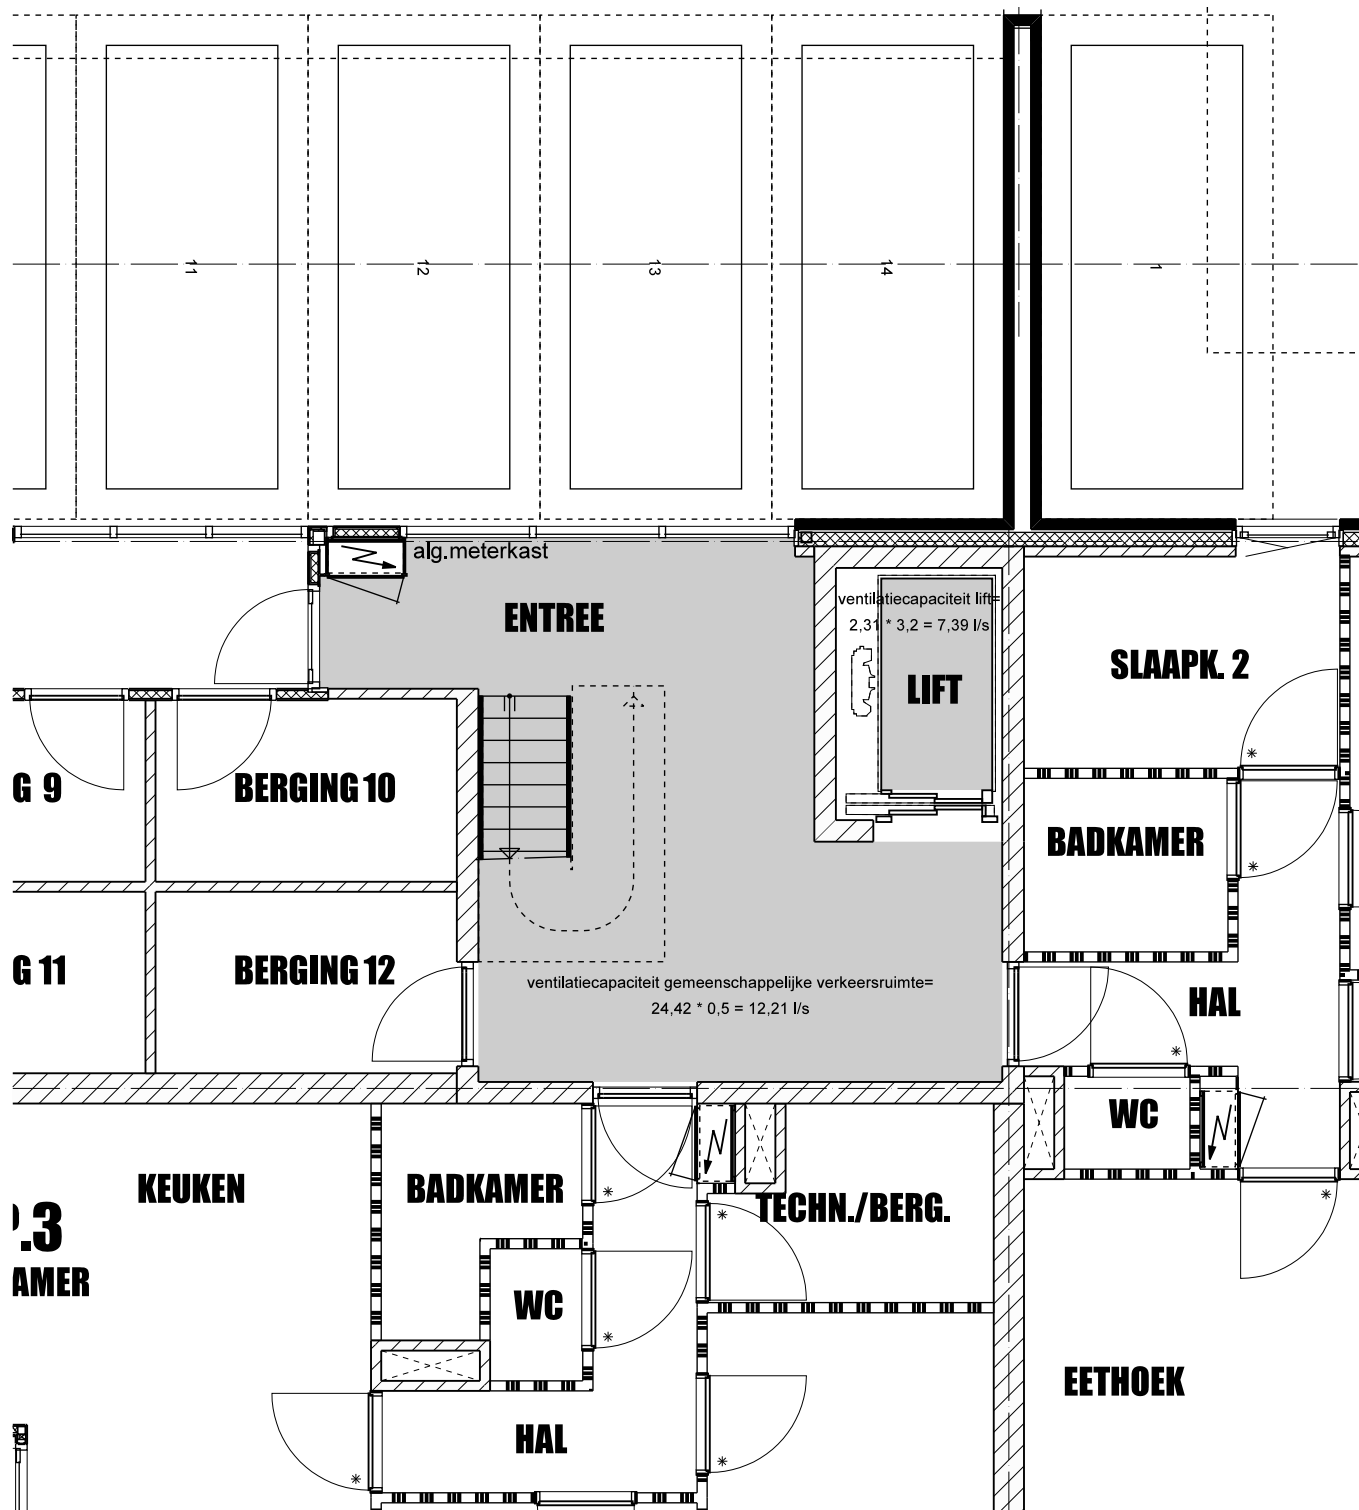 11
12
13
14
1
alg.meterkast
ENTREE
ventilatiecapaciteit lift=
2,31 * 3,2 = 7,39 l/s
LIFT
SLAAPK. 2
G 9
BERGING 10
BADKAMER
G 11
BERGING 12
ventilatiecapaciteit gemeenschappelijke verkeersruimte=
24,42 * 0,5 = 12,21 l/s
HAL
WC
KEUKEN
BADKAMER
TECHN./BERG.
.3
AMER
WC
EETHOEK
HAL